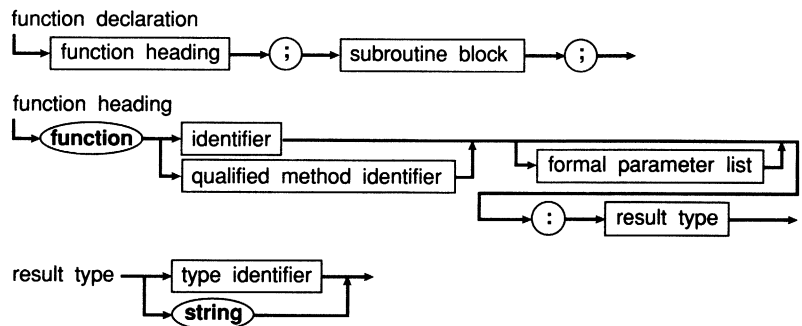 function declaration
function heading ; subroutine block ;
function heading
function identifier
qualified method identifier formal parameter list
: result type
result type type identifier
string